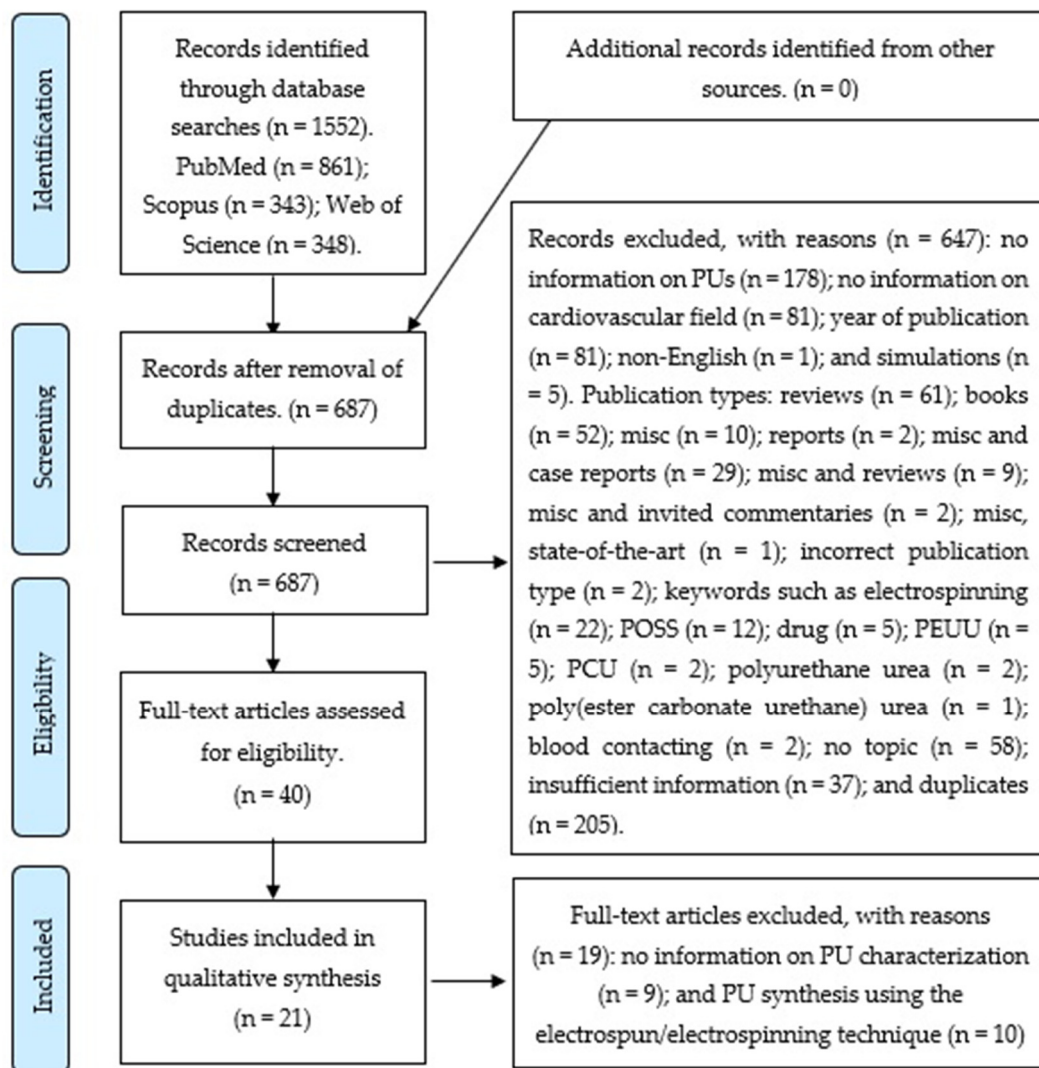 Identification
Records identified
through database
searches (n = 1552).
PubMed (n = 861);
Scopus (n = 343); Web of
Science (n = 348).
Additional records identified from other
sources. (n = 0)
Screening
Records after removal of
duplicates. (n = 687)
Records screened
(n = 687)
Records excluded, with reasons (n = 647): no
information on PUs (n = 178); no information on
cardiovascular field (n = 81); year of publication
(n = 81); non-English (n = 1); and simulations (n
= 5). Publication types: reviews (n = 61); books
(n = 52); misc (n = 10); reports (n = 2); misc and
case reports (n = 29); misc and reviews (n = 9);
misc and invited commentaries (n = 2); misc,
state-of-the-art (n = 1); incorrect publication
type (n = 2); keywords such as electrospinning
(n = 22); POSS (n = 12); drug (n = 5); PEUU (n =
5); PCU (n = 2); polyurethane urea (n = 2);
poly(ester carbonate urethane) urea (n = 1);
blood contacting (n = 2); no topic (n = 58);
insufficient information (n = 37); and duplicates
(n = 205).
Eligibility
Full-text articles assessed
for eligibility.
(n = 40)
Included
Studies included in
qualitative synthesis
(n = 21)
Full-text articles excluded, with reasons
(n = 19): no information on PU characterization
(n = 9); and PU synthesis using the
electrospun/electrospinning technique (n = 10)